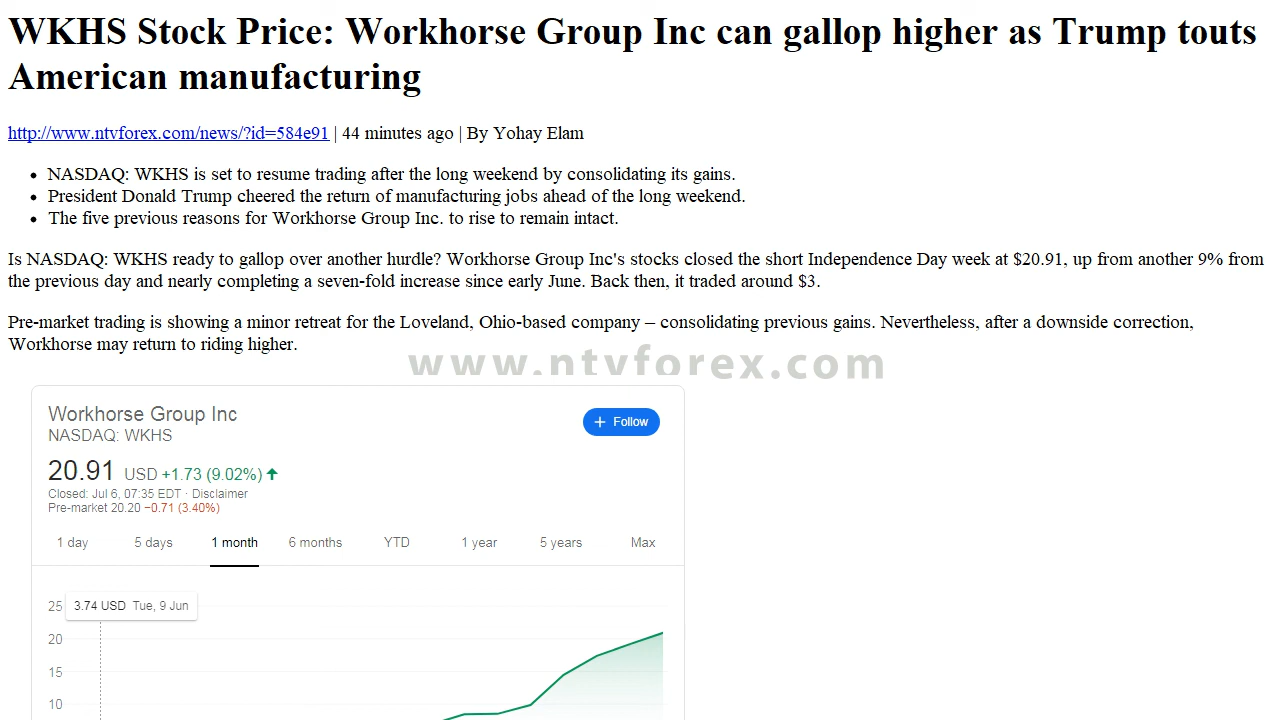 WKHS Stock Price: Workhorse Group Inc can gallop higher as Trump touts
American manufacturing
http://www.ntvforex.com/news/?id=584e91 | 44 minutes ago | By Yohay Elam
• NASDAQ: WKHS is set to resume trading after the long weekend by consolidating its gains.
• President Donald Trump cheered the return of manufacturing jobs ahead of the long weekend.
• The five previous reasons for Workhorse Group Inc. to rise to remain intact.
Is NASDAQ: WKHS ready to gallop over another hurdle? Workhorse Group Inc's stocks closed the short Independence Day week at $20.91, up from another 9% from
the previous day and nearly completing a seven-fold increase since early June. Back then, it traded around $3.
Pre-market trading is showing a minor retreat for the Loveland, Ohio-based company – consolidating previous gains. Nevertheless, after a downside correction,
Workhorse may return to riding higher.
www.ntvforex.com
Workhorse Group Inc
+ Follow
NASDAQ: WKHS
20.91 USD +1.73 (9.02%) ↑
Closed: Jul 6, 07:35 EDT · Disclaimer
Pre-market 20.20 −0.71 (3.40%)
1 day 5 days 1 month 6 months YTD 1 year 5 years Max
25 3.74 USD Tue, 9 Jun
20
15
10